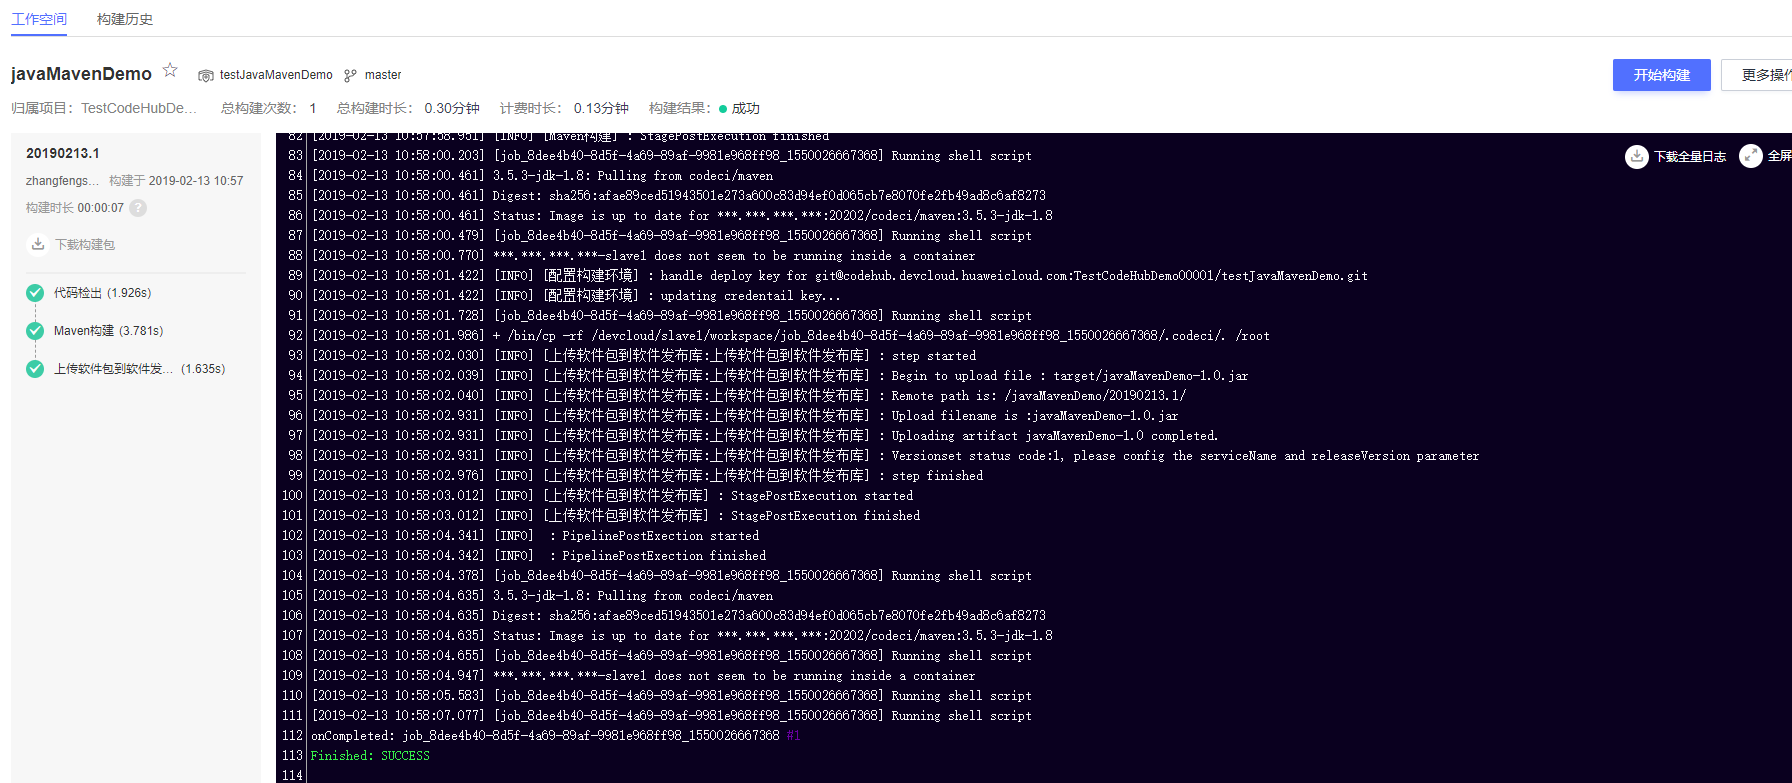 工作空间 构建历史
javaMavenDemo testJavaMavenDemo master 开始构建 更多操作
归属项目: TestCodeHubDe... 总构建次数: 1 总构建时长: 0.30分钟 计费时长: 0.13分钟 构建结果: 成功
20190213.1
zhangfengs... 构建于 2019-02-13 10:57
构建时长 00:00:07 ?
下载构建包
代码检出 (1.926s)
Maven构建 (3.781s)
上传软件包到软件发... (1.635s)
下载全量日志 全屏
82 [2019-02-13 10:57:58.951] [INFO] [Maven构建] : StagePostExecution finished
83 [2019-02-13 10:58:00.203] [job_8dee4b40-8d5f-4a69-89af-9981e968ff98_1550026667368] Running shell script
84 [2019-02-13 10:58:00.461] 3.5.3-jdk-1.8: Pulling from codeci/maven
85 [2019-02-13 10:58:00.461] Digest: sha256:afae89ced51943501e273a600c83d94ef0d065cb7e8070fe2fb49ad8c6af8273
86 [2019-02-13 10:58:00.461] Status: Image is up to date for ***.***.***.***:20202/codeci/maven:3.5.3-jdk-1.8
87 [2019-02-13 10:58:00.479] [job_8dee4b40-8d5f-4a69-89af-9981e968ff98_1550026667368] Running shell script
88 [2019-02-13 10:58:00.770] ***.***.***.***-slave1 does not seem to be running inside a container
89 [2019-02-13 10:58:01.422] [INFO] [配置构建环境] : handle deploy key for git@codehub.devcloud.huaweicloud.com:TestCodeHubDemo00001/testJavaMavenDemo.git
90 [2019-02-13 10:58:01.422] [INFO] [配置构建环境] : updating credentail key...
91 [2019-02-13 10:58:01.728] [job_8dee4b40-8d5f-4a69-89af-9981e968ff98_1550026667368] Running shell script
92 [2019-02-13 10:58:01.986] + /bin/cp -rf /devcloud/slave1/workspace/job_8dee4b40-8d5f-4a69-89af-9981e968ff98_1550026667368/.codeci/. /root
93 [2019-02-13 10:58:02.030] [INFO] [上传软件包到软件发布库:上传软件包到软件发布库] : step started
94 [2019-02-13 10:58:02.039] [INFO] [上传软件包到软件发布库:上传软件包到软件发布库] : Begin to upload file : target/javaMavenDemo-1.0.jar
95 [2019-02-13 10:58:02.040] [INFO] [上传软件包到软件发布库:上传软件包到软件发布库] : Remote path is: /javaMavenDemo/20190213.1/
96 [2019-02-13 10:58:02.931] [INFO] [上传软件包到软件发布库:上传软件包到软件发布库] : Upload filename is :javaMavenDemo-1.0.jar
97 [2019-02-13 10:58:02.931] [INFO] [上传软件包到软件发布库:上传软件包到软件发布库] : Uploading artifact javaMavenDemo-1.0 completed.
98 [2019-02-13 10:58:02.931] [INFO] [上传软件包到软件发布库:上传软件包到软件发布库] : Versionset status code:1, please config the serviceName and releaseVersion parameter
99 [2019-02-13 10:58:02.976] [INFO] [上传软件包到软件发布库:上传软件包到软件发布库] : step finished
100 [2019-02-13 10:58:03.012] [INFO] [上传软件包到软件发布库] : StagePostExecution started
101 [2019-02-13 10:58:03.012] [INFO] [上传软件包到软件发布库] : StagePostExecution finished
102 [2019-02-13 10:58:04.341] [INFO]  : PipelinePostExection started
103 [2019-02-13 10:58:04.342] [INFO]  : PipelinePostExection finished
104 [2019-02-13 10:58:04.378] [job_8dee4b40-8d5f-4a69-89af-9981e968ff98_1550026667368] Running shell script
105 [2019-02-13 10:58:04.635] 3.5.3-jdk-1.8: Pulling from codeci/maven
106 [2019-02-13 10:58:04.635] Digest: sha256:afae89ced51943501e273a600c83d94ef0d065cb7e8070fe2fb49ad8c6af8273
107 [2019-02-13 10:58:04.635] Status: Image is up to date for ***.***.***.***:20202/codeci/maven:3.5.3-jdk-1.8
108 [2019-02-13 10:58:04.655] [job_8dee4b40-8d5f-4a69-89af-9981e968ff98_1550026667368] Running shell script
109 [2019-02-13 10:58:04.947] ***.***.***.***-slave1 does not seem to be running inside a container
110 [2019-02-13 10:58:05.583] [job_8dee4b40-8d5f-4a69-89af-9981e968ff98_1550026667368] Running shell script
111 [2019-02-13 10:58:07.077] [job_8dee4b40-8d5f-4a69-89af-9981e968ff98_1550026667368] Running shell script
112 onCompleted: job_8dee4b40-8d5f-4a69-89af-9981e968ff98_1550026667368 #1
113 Finished: SUCCESS
114